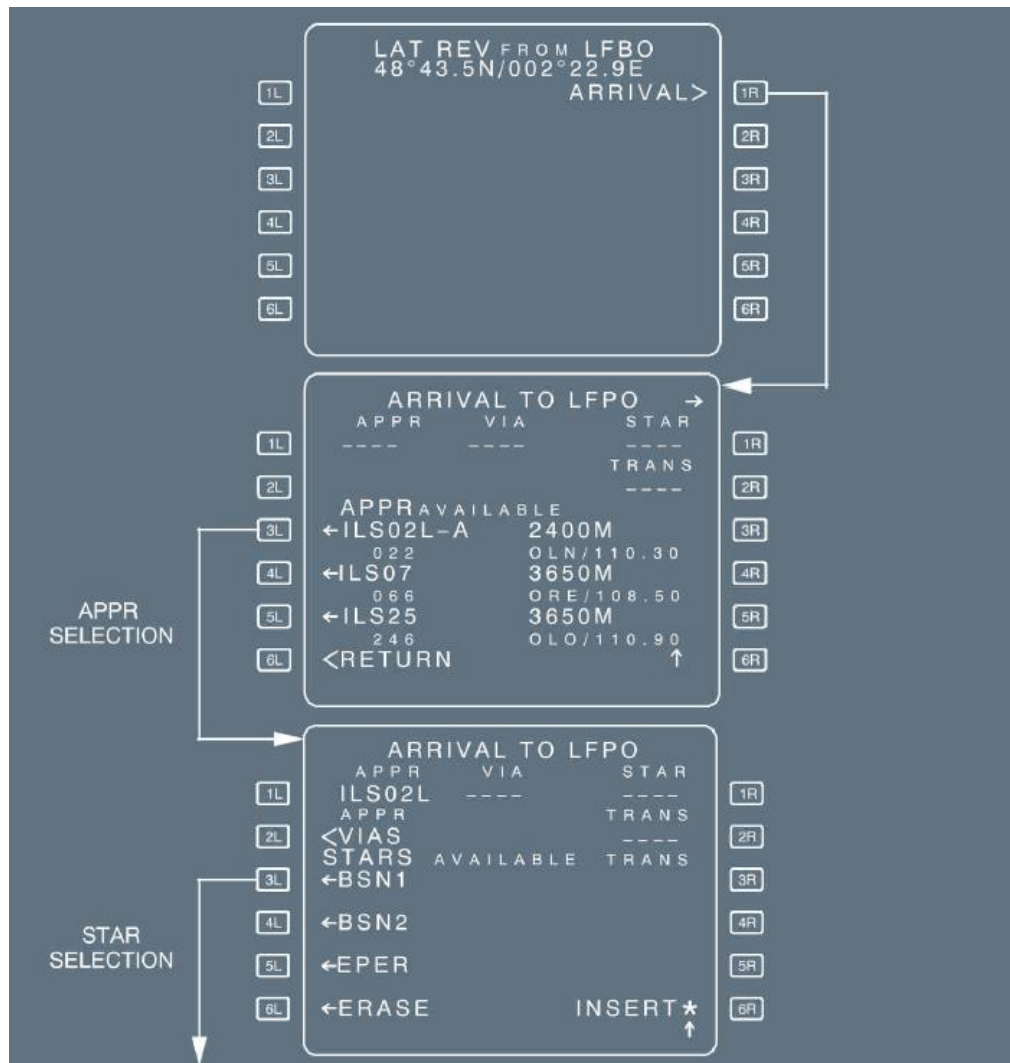 LAT REV FROM LFBO
48°43.5N/002°22.9E
1L ARRIVAL> 1R
2L 2R
3L 3R
4L 4R
5L 5R
6L 6R
ARRIVAL TO LFPO →
APPR VIA STAR
1L ---- ---- ---- 1R
TRANS
2L ---- 2R
APPR AVAILABLE
3L ←ILS02L-A 2400M 3R
022 OLN/110.30
4L ←ILS07 3650M 4R
066 ORE/108.50
5L ←ILS25 3650M 5R
246 OLO/110.90
6L <RETURN ↑ 6R
APPR
SELECTION
ARRIVAL TO LFPO
APPR VIA STAR
1L ILS02L ---- ---- 1R
APPR TRANS
2L <VIAS ---- 2R
STARS AVAILABLE TRANS
3L ←BSN1 3R
4L ←BSN2 4R
5L ←EPER 5R
6L ←ERASE INSERT* 6R
↑
STAR
SELECTION